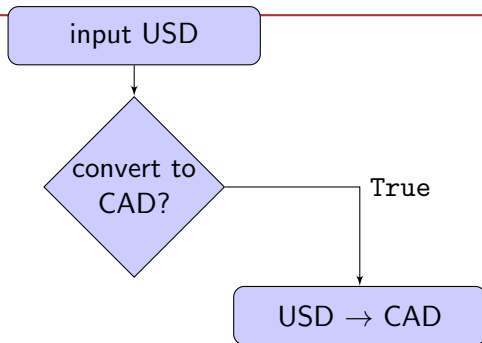 input USD
convert to
CAD?
True
USD → CAD